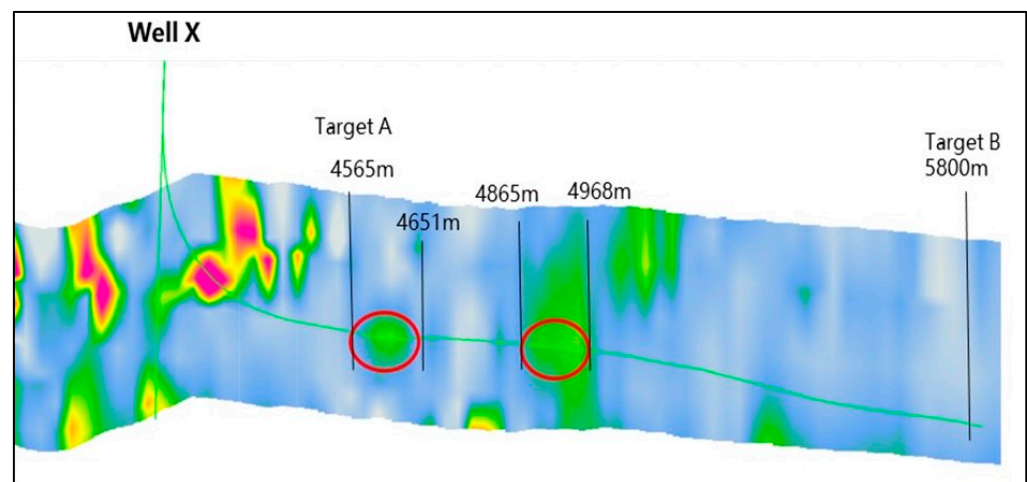 Well X
Target A
4565m
4651m
4865m
4968m
Target B
5800m